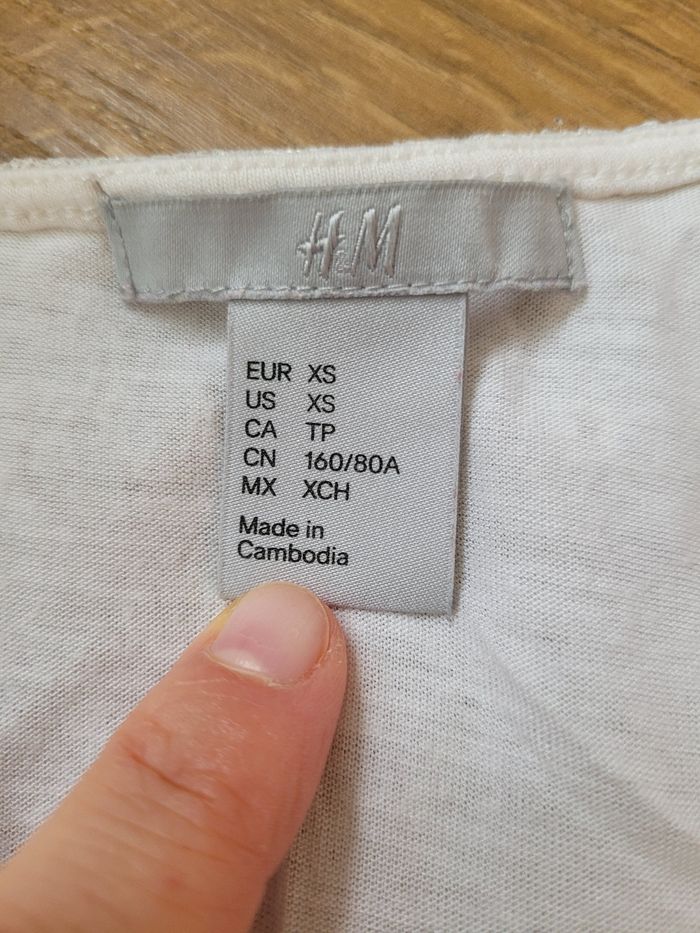 H&M
EUR XS
US XS
CA TP
CN 160/80A
MX XCH
Made in
Cambodia